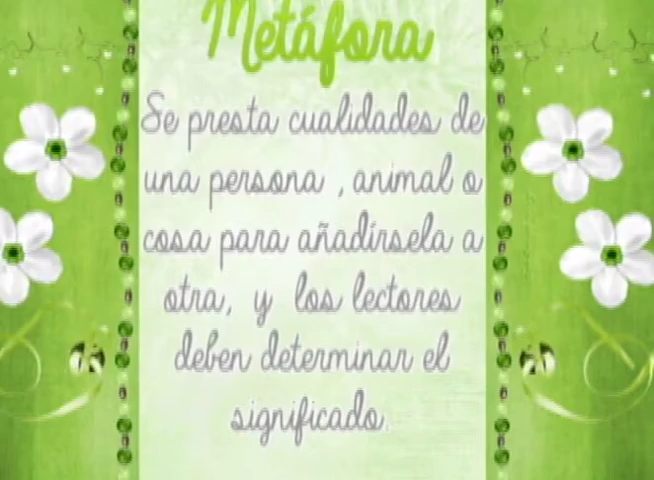 Metáfora
Se presta cualidades de
una persona , animal o
cosa para añadírsela a
otra, y los lectores
deben determinar el
significado.